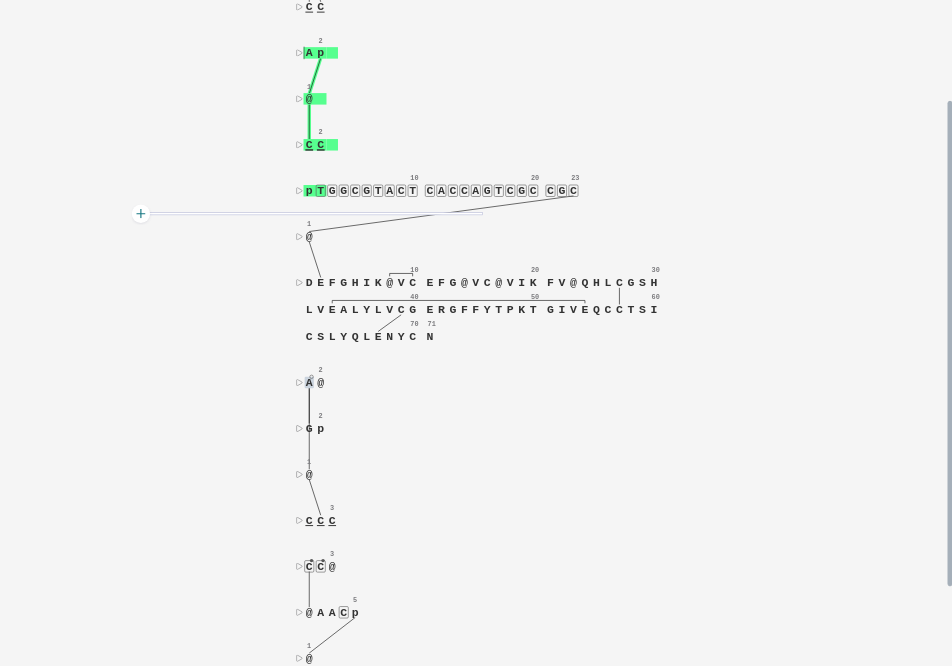 C C
2
A p
1
@
2
C C
10 20 23
p T G G C G T A C T C A C C A G T C G C C G C
1
@
10 20 30
D E F G H I K @ V C E F G @ V C @ V I K F V @ Q H L C G S H
40 50 60
L V E A L Y L V C G E R G F F Y T P K T G I V E Q C C T S I
70 71
C S L Y Q L E N Y C N
2
A @
2
G p
1
@
3
C C C
3
C C @
5
@ A A C p
1
@